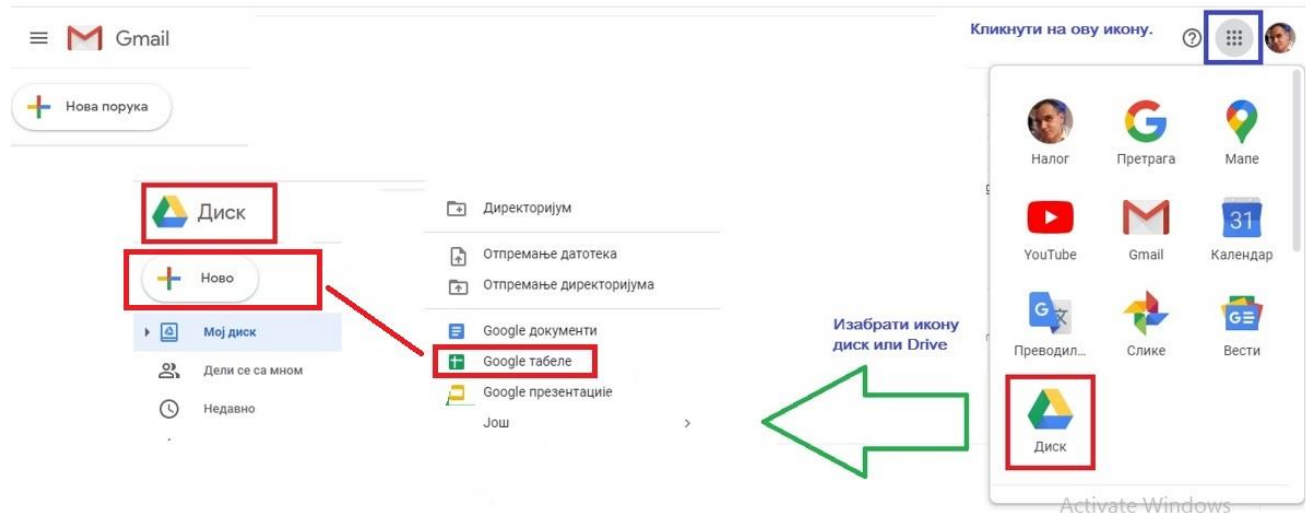 Gmail
Кликнути на ову икону.
Нова порука
Налог
Претрага
Мапе
YouTube
Gmail
31
Календар
Преводил...
Слике
Вести
Диск
Изабрати икону
диск или Drive
Диск
Ново
Мој диск
Дели се са мном
Недавно
Директоријум
Отпремање датотека
Отпремање директоријума
Google документи
Google табеле
Google презентације
Још
Activate Windows